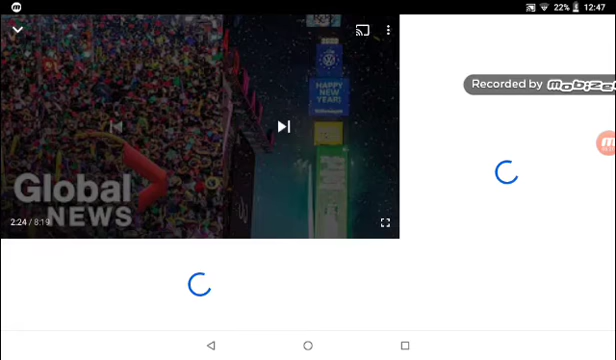 22% 12:47
HAPPY
NEW
YEAR!
Recorded by mobizen
Global
NEWS
2:24 / 8:19